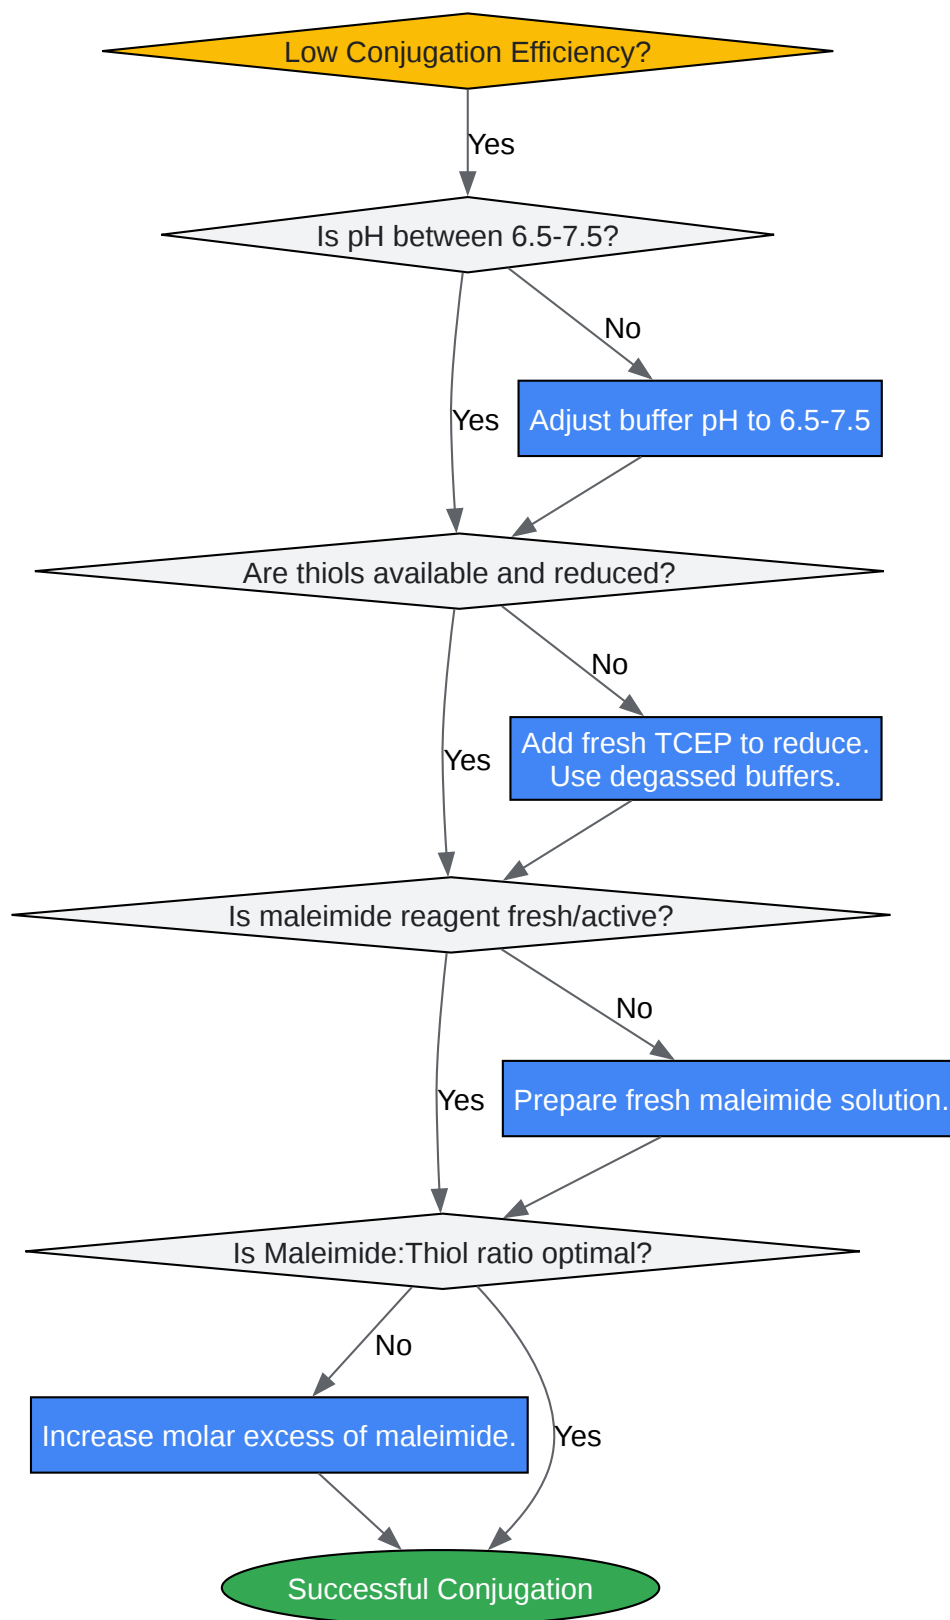 Low Conjugation Efficiency?
Yes
Is pH between 6.5-7.5?
No
Yes
Adjust buffer pH to 6.5-7.5
Are thiols available and reduced?
No
Yes
Add fresh TCEP to reduce.
Use degassed buffers.
Is maleimide reagent fresh/active?
No
Yes
Prepare fresh maleimide solution.
Is Maleimide:Thiol ratio optimal?
No
Increase molar excess of maleimide.
Yes
Successful Conjugation